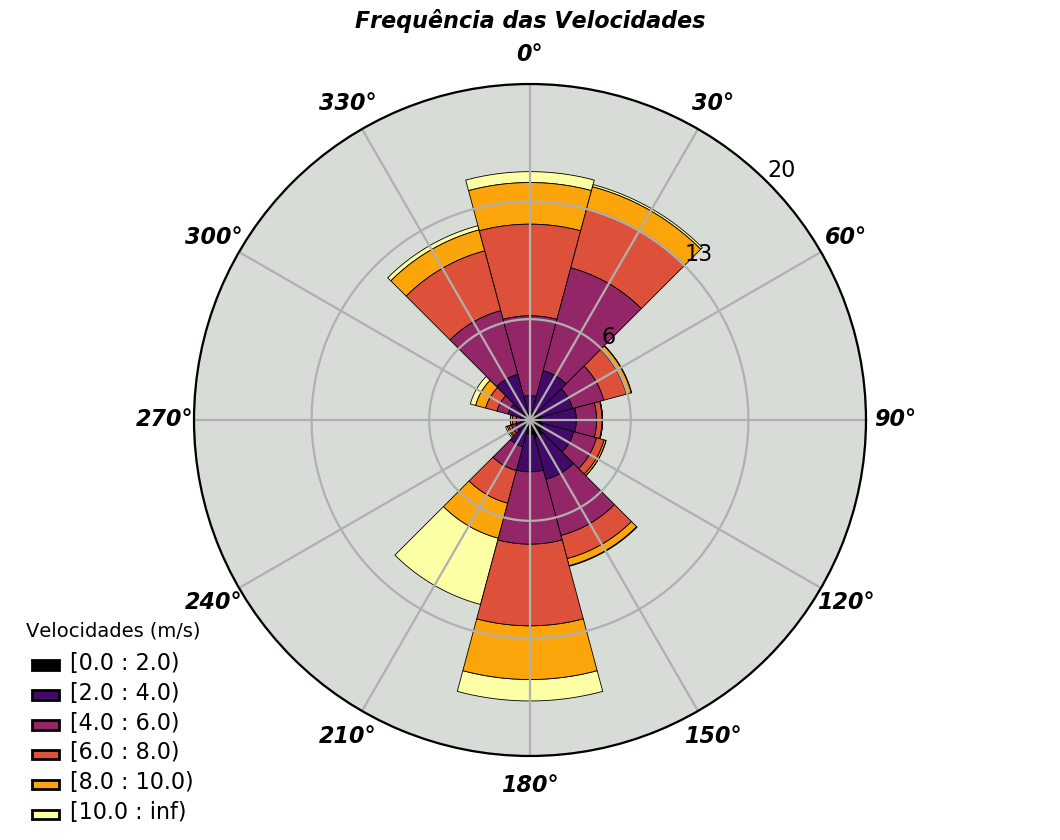 Frequência das Velocidades
0°
330°
30°
20
300°
60°
13
6
270°
90°
240°
120°
210°
150°
180°
Velocidades (m/s)
[0.0 : 2.0)
[2.0 : 4.0)
[4.0 : 6.0)
[6.0 : 8.0)
[8.0 : 10.0)
[10.0 : inf)